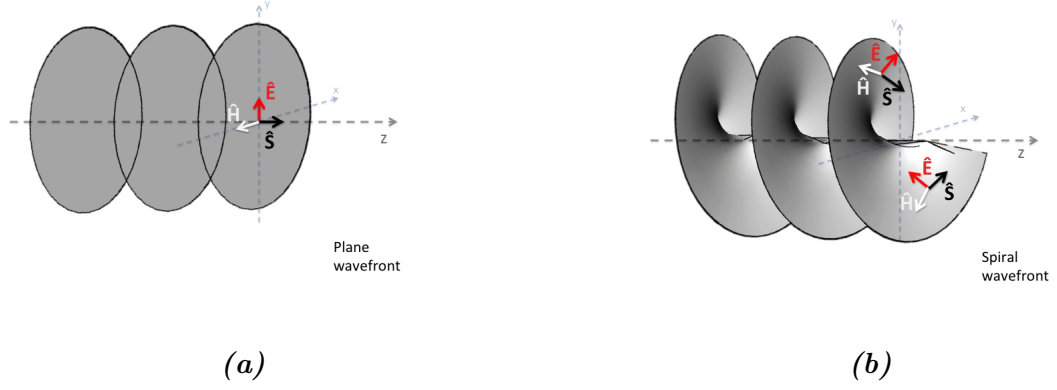 y
x
Ê
Ĥ
Ŝ
z
Plane
wavefront
(a)
y
x
Ê
Ĥ
Ŝ
z
Ê
Ĥ
Ŝ
Spiral
wavefront
(b)